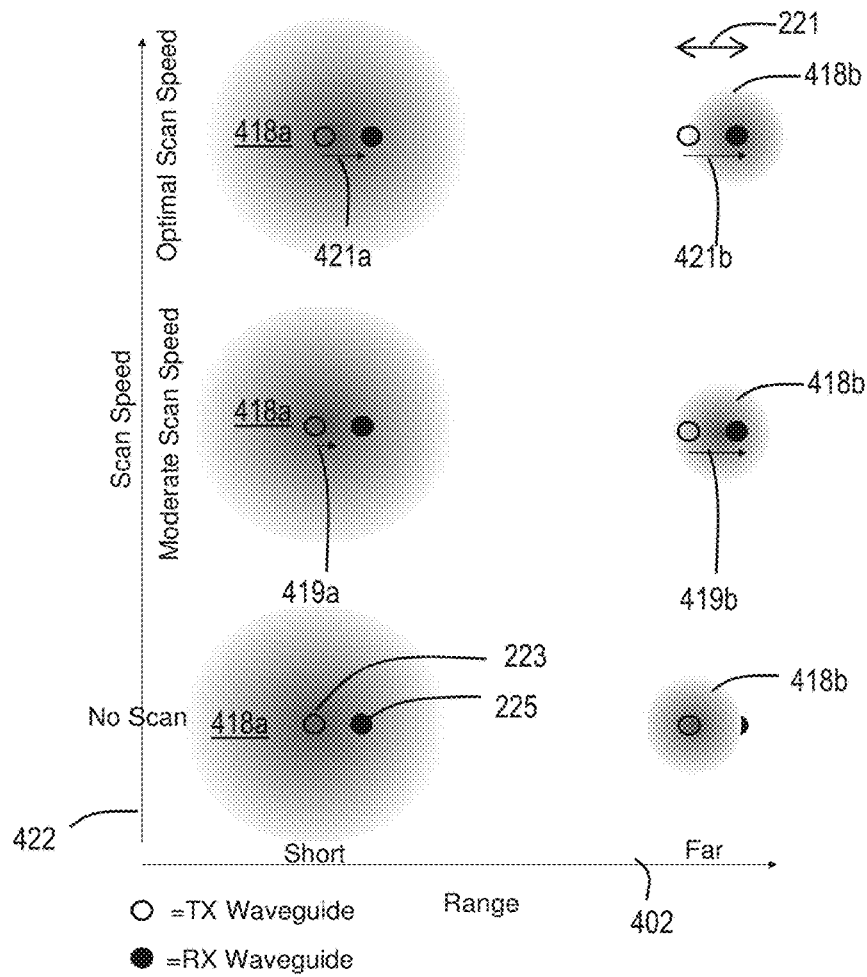 221
418b
Optimal Scan Speed
418a
421a
421b
Scan Speed
Moderate Scan Speed
418a
418b
419a
419b
223
225
418b
No Scan
418a
422
Short
Far
Range
402
=TX Waveguide
=RX Waveguide